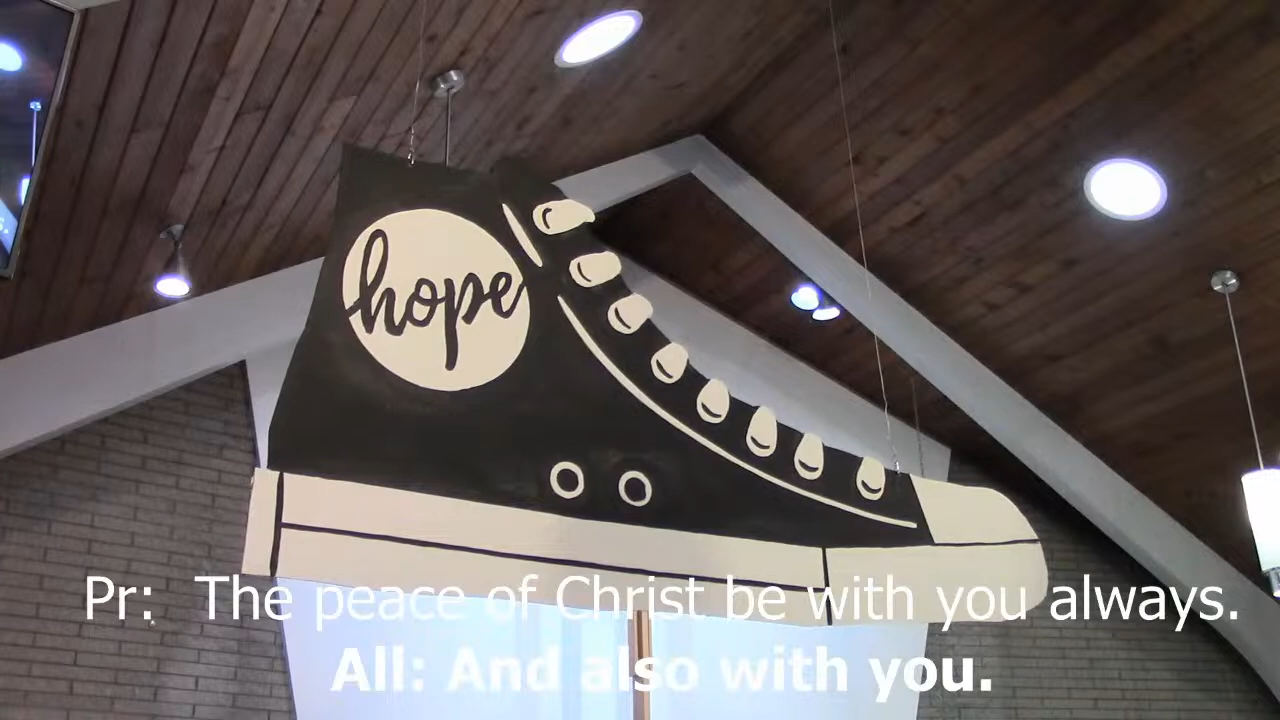 hope
Pr: The peace of Christ be with you always.
All: And also with you.